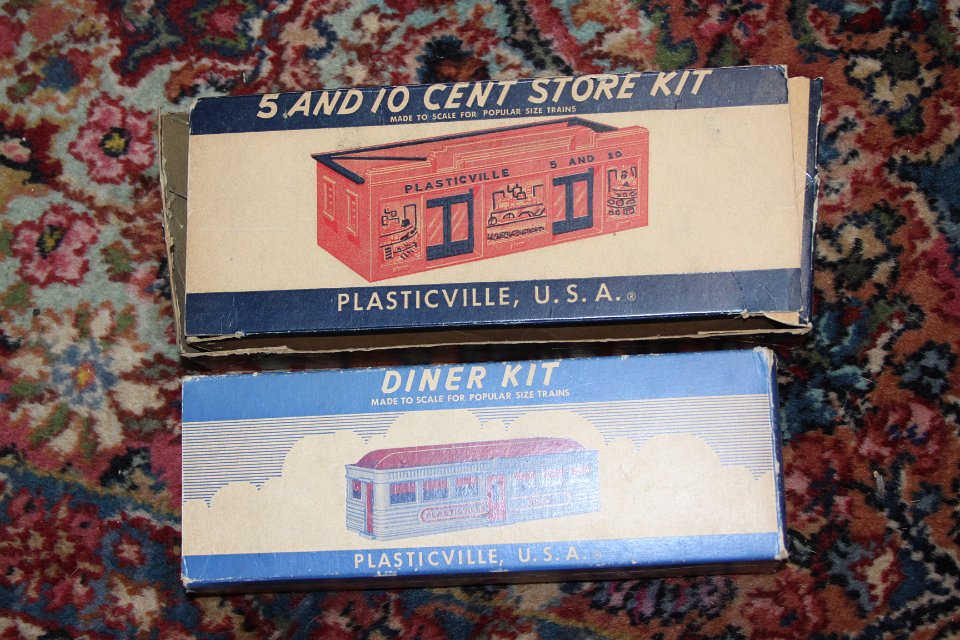 5 AND 10 CENT STORE KIT
MADE TO SCALE FOR POPULAR SIZE TRAINS
PLASTICVILLE 5 AND 10
PLASTICVILLE, U.S.A.®
DINER KIT
MADE TO SCALE FOR POPULAR SIZE TRAINS
PLASTICVILLE
PLASTICVILLE, U.S.A.®